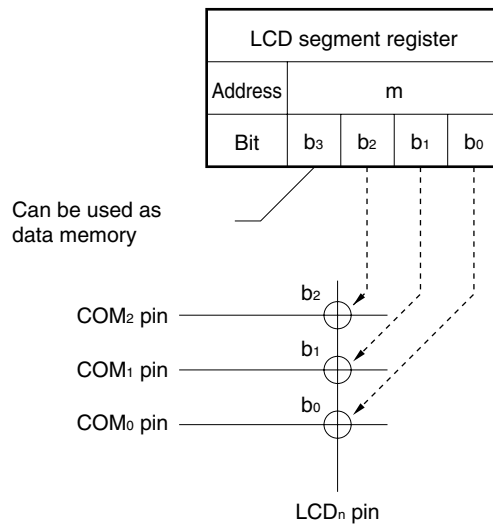 LCD segment register
Address m
Bit b₃ b₂ b₁ b₀
Can be used as
data memory
b₂
COM₂ pin
b₁
COM₁ pin
b₀
COM₀ pin
LCDₙ pin